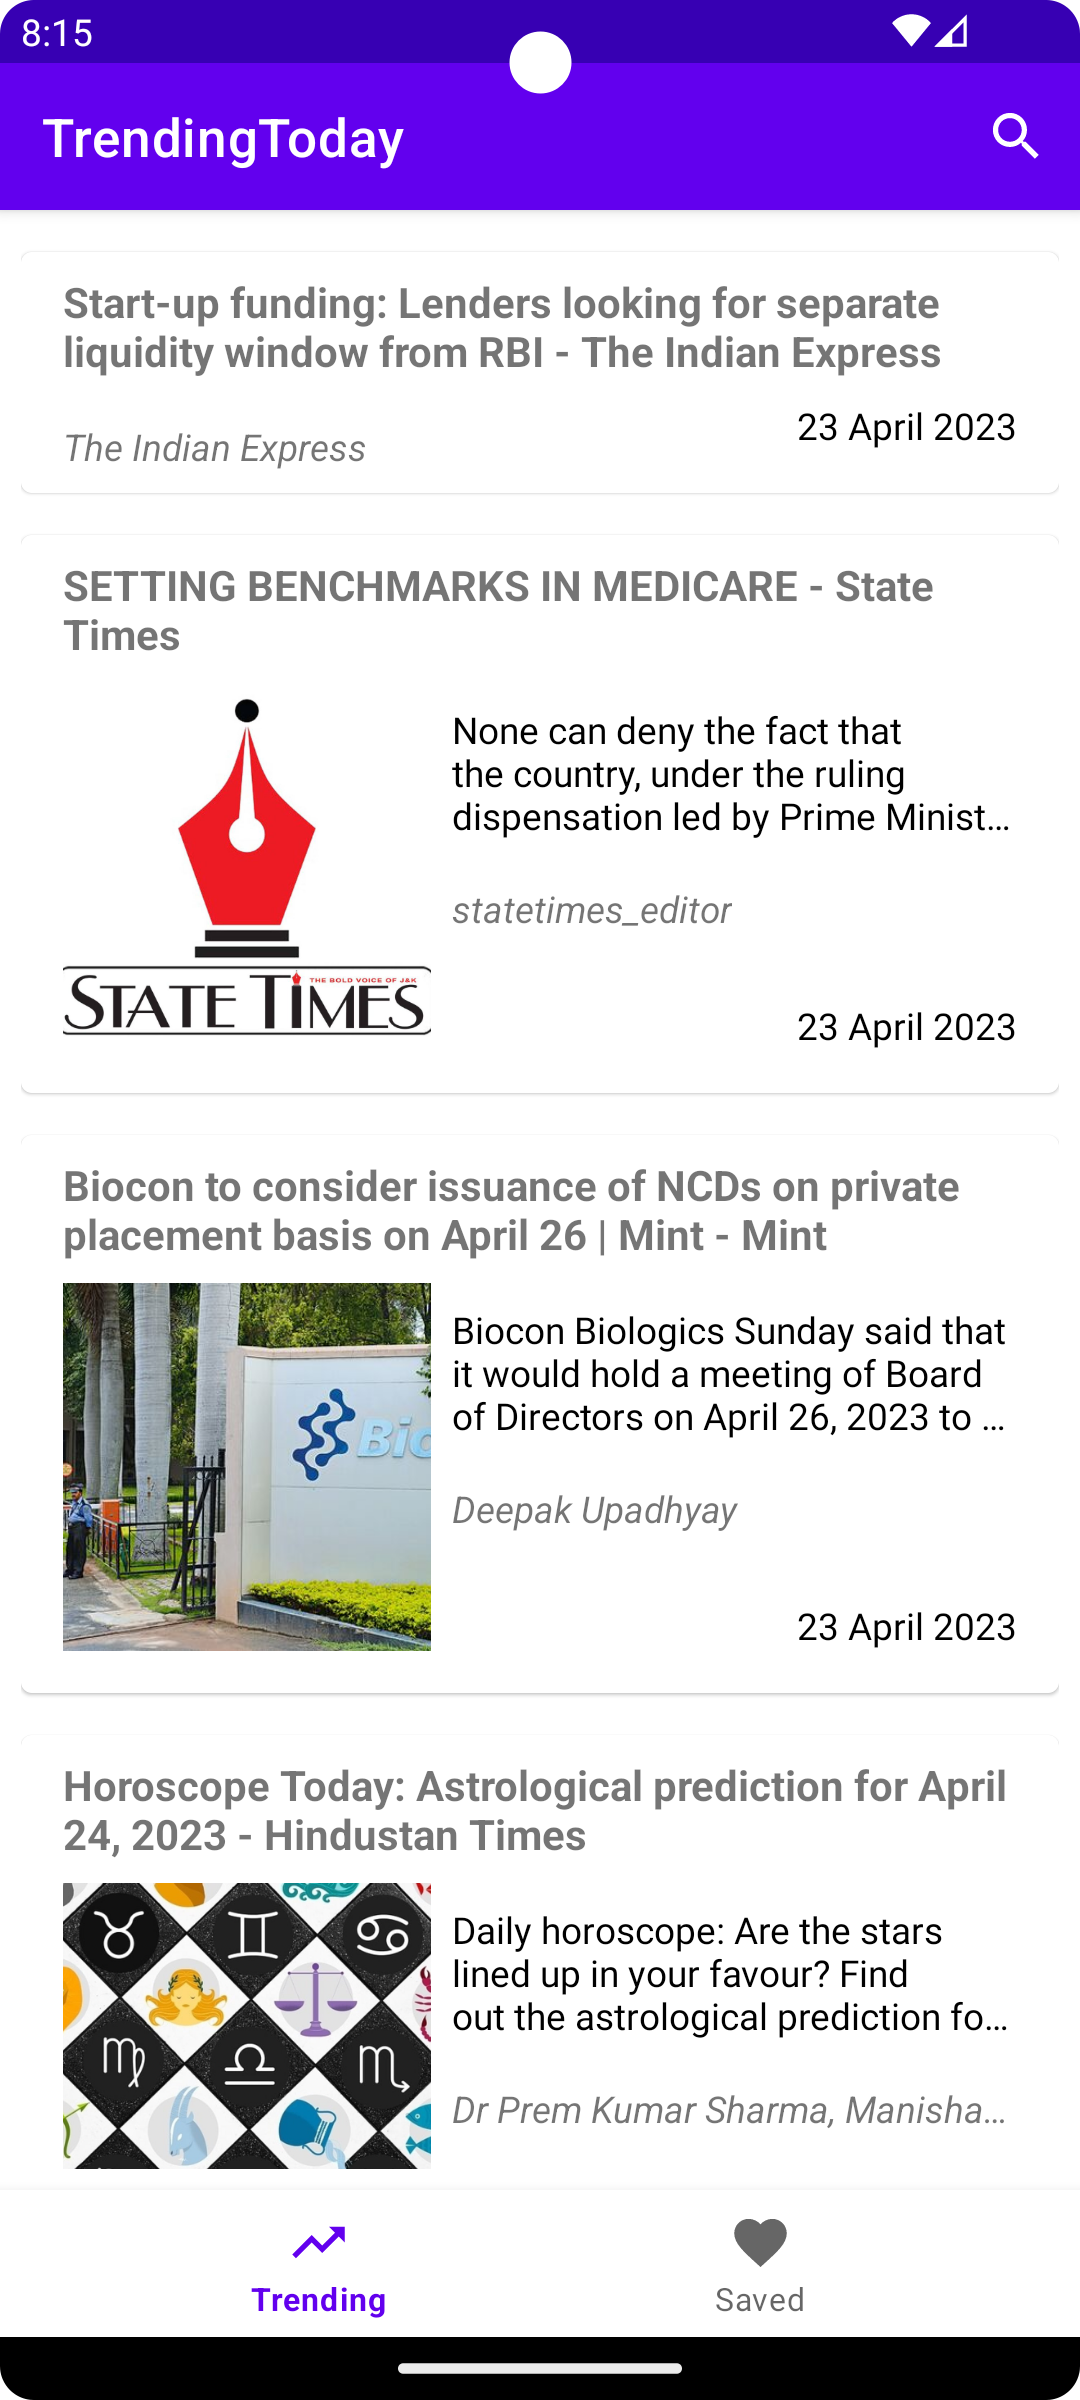 8:15
TrendingToday
Start-up funding: Lenders looking for separate
liquidity window from RBI - The Indian Express
23 April 2023
The Indian Express
SETTING BENCHMARKS IN MEDICARE - State
Times
None can deny the fact that
the country, under the ruling
dispensation led by Prime Minist...
statetimes_editor
THE BOLD VOICE OF J&K
STATE TIMES
23 April 2023
Biocon to consider issuance of NCDs on private
placement basis on April 26 | Mint - Mint
Biocon Biologics Sunday said that
it would hold a meeting of Board
of Directors on April 26, 2023 to ...
Bio
Deepak Upadhyay
23 April 2023
Horoscope Today: Astrological prediction for April
24, 2023 - Hindustan Times
Daily horoscope: Are the stars
lined up in your favour? Find
out the astrological prediction fo...
Dr Prem Kumar Sharma, Manisha...
Trending
Saved